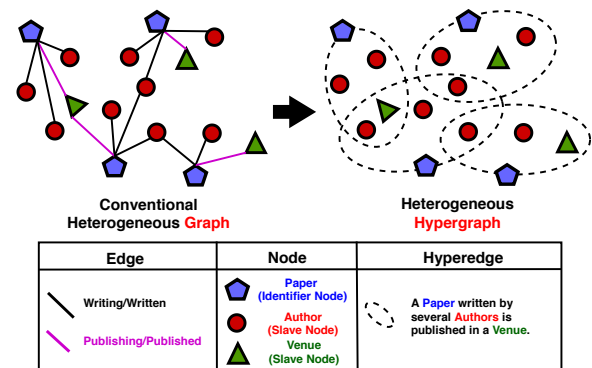 Conventional
Heterogeneous Graph
Heterogeneous
Hypergraph
Edge
Node
Hyperedge
Writing/Written
Publishing/Published
Paper
(Identifier Node)
Author
(Slave Node)
Venue
(Slave Node)
A Paper written by
several Authors is
published in a Venue.